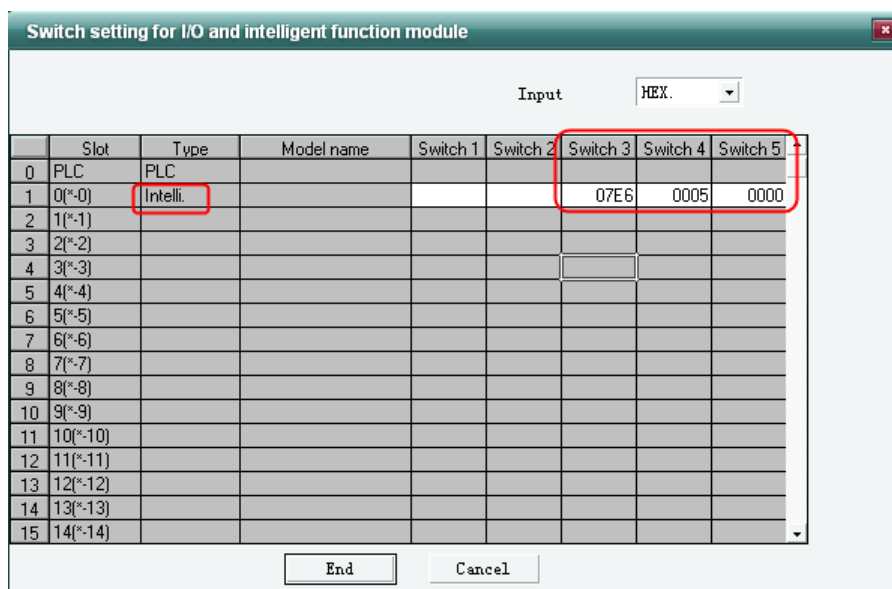 Switch setting for I/O and intelligent function module
Input HEX.
Slot Type Model name Switch 1 Switch 2 Switch 3 Switch 4 Switch 5
0 PLC PLC
1 0(*-0) Intelli. 07E6 0005 0000
2 1(*-1)
3 2(*-2)
4 3(*-3)
5 4(*-4)
6 5(*-5)
7 6(*-6)
8 7(*-7)
9 8(*-8)
10 9(*-9)
11 10(*-10)
12 11(*-11)
13 12(*-12)
14 13(*-13)
15 14(*-14)
End Cancel